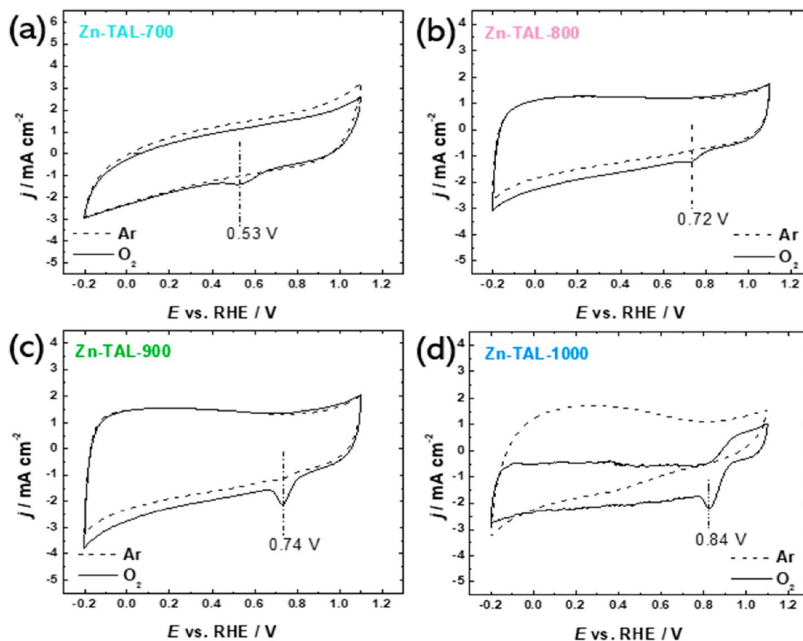 (a)
Zn-TAL-700
6
5
4
3
2
1
0
-1
-2
-3
-4
-5
j / mA cm⁻²
0.53 V
Ar
O₂
-0.2 0.0 0.2 0.4 0.6 0.8 1.0 1.2
E vs. RHE / V
(b)
Zn-TAL-800
4
3
2
1
0
-1
-2
-3
-4
-5
j / mA cm⁻²
0.72 V
Ar
O₂
-0.2 0.0 0.2 0.4 0.6 0.8 1.0 1.2
E vs. RHE / V
(c)
Zn-TAL-900
4
3
2
1
0
-1
-2
-3
-4
-5
j / mA cm⁻²
0.74 V
Ar
O₂
-0.2 0.0 0.2 0.4 0.6 0.8 1.0 1.2
E vs. RHE / V
(d)
Zn-TAL-1000
4
3
2
1
0
-1
-2
-3
-4
-5
j / mA cm⁻²
0.84 V
Ar
O₂
-0.2 0.0 0.2 0.4 0.6 0.8 1.0 1.2
E vs. RHE / V